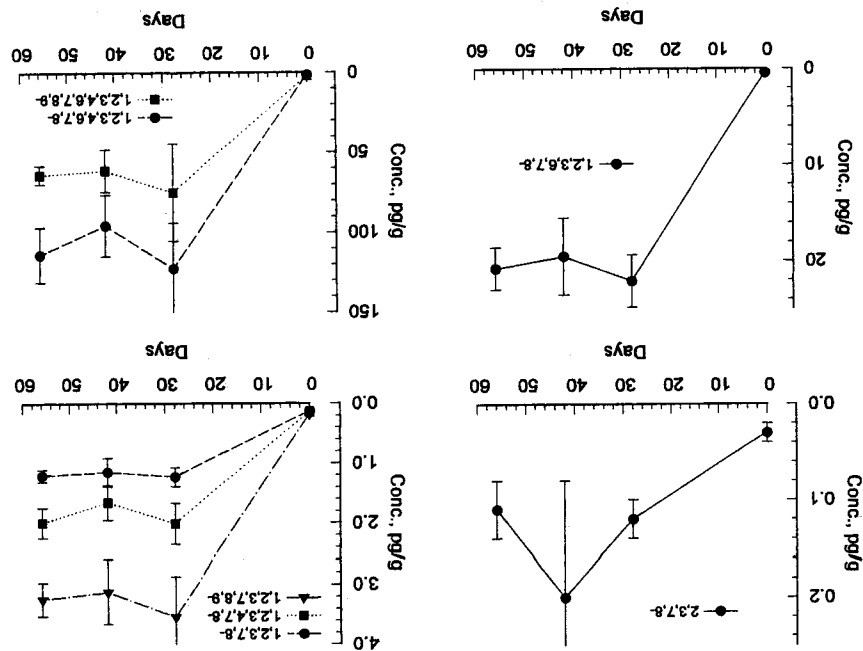 2,3,7,8-
Conc., pg/g
0.2
0.1
0.0
0 10 20 30 40 50 60
Days
1,2,3,7,8-
1,2,3,4,7,8-
1,2,3,7,8,9-
Conc., pg/g
4.0
3.0
2.0
1.0
0.0
0 10 20 30 40 50 60
Days
1,2,3,6,7,8-
Conc., pg/g
20
10
0
0 10 20 30 40 50 60
Days
1,2,3,4,6,7,8-
1,2,3,4,6,7,8,9-
Conc., pg/g
150
100
50
0
0 10 20 30 40 50 60
Days